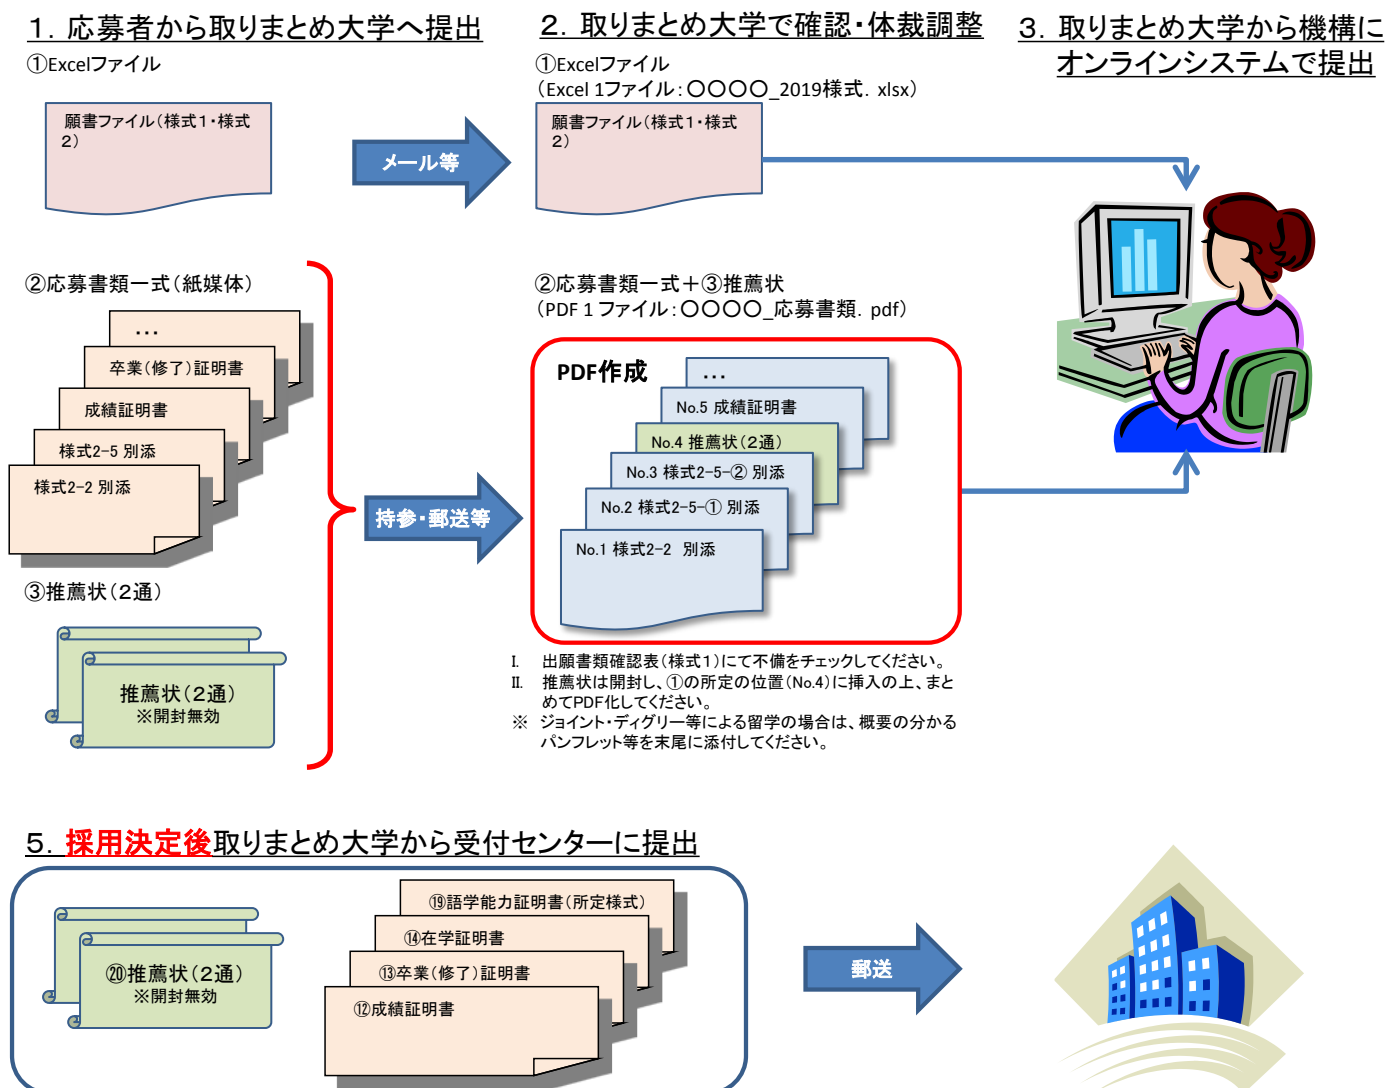 １．応募者から取りまとめ大学へ提出
①Excelファイル
願書ファイル（様式１・様式
２）
メール等
②応募書類一式（紙媒体）
…
卒業（修了）証明書
成績証明書
様式2-5 別添
様式2-2 別添
持参・郵送等
③推薦状（２通）
推薦状（２通）
※開封無効
２．取りまとめ大学で確認・体裁調整
①Excelファイル
（Excel 1ファイル：〇〇〇〇_2019様式．xlsx）
願書ファイル（様式１・様式
２）
②応募書類一式＋③推薦状
（PDF 1 ファイル：〇〇〇〇_応募書類．pdf）
PDF作成
…
No.5 成績証明書
No.4 推薦状（２通）
No.3 様式2-5-② 別添
No.2 様式2-5-① 別添
No.1 様式2-2 別添
I. 出願書類確認表（様式１）にて不備をチェックしてください。
II. 推薦状は開封し、①の所定の位置（No.4）に挿入の上、まと
めてPDF化してください。
※ ジョイント・ディグリー等による留学の場合は、概要の分かる
パンフレット等を末尾に添付してください。
３．取りまとめ大学から機構に
オンラインシステムで提出
５．採用決定後取りまとめ大学から受付センターに提出
⑳推薦状（２通）
※開封無効
⑲語学能力証明書（所定様式）
⑭在学証明書
⑬卒業（修了）証明書
⑫成績証明書
郵送